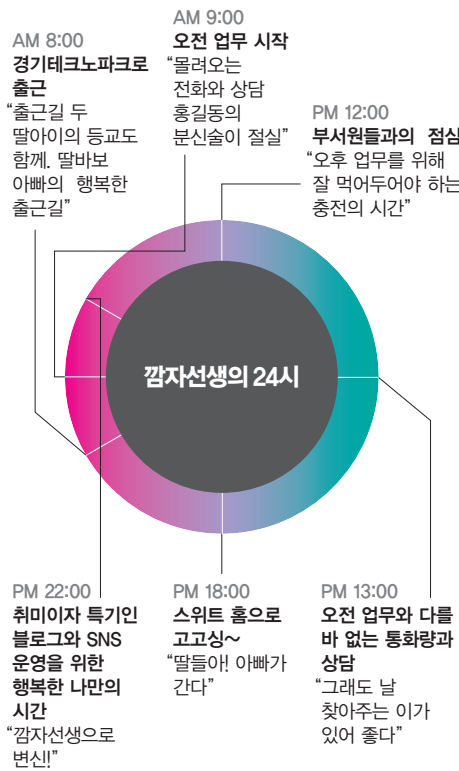 AM 8:00
경기테크노파크로
출근
“출근길 두
딸아이의 등교도
함께. 딸바보
아빠의 행복한
출근길”
AM 9:00
오전 업무 시작
“몰려오는
전화와 상담
홍길동의
분신술이 절실”
PM 12:00
부서원들과의 점심
“오후 업무를 위해
잘 먹어두어야 하는
충전의 시간”
깜자선생의 24시
PM 22:00
취미이자 특기인
블로그와 SNS
운영을 위한
행복한 나만의
시간
“깜자선생으로
변신!”
PM 18:00
스위트 홈으로
고고싱~
“딸들아! 아빠가
간다”
PM 13:00
오전 업무와 다를
바 없는 통화량과
상담
“그래도 날
찾아주는 이가
있어 좋다”